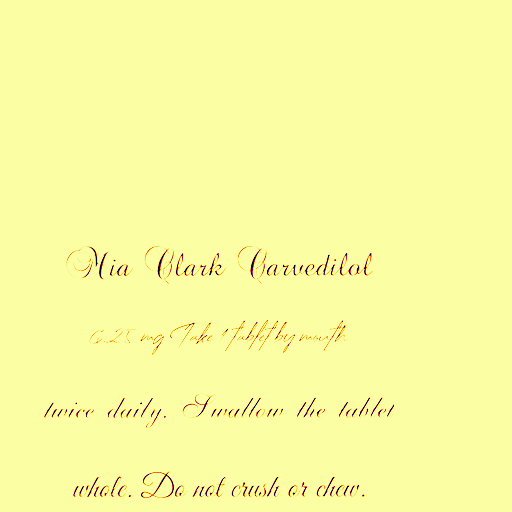 Mia Clark Carvedilol
6.25 mg Take 1 tablet by mouth
twice daily. Swallow the tablet
whole. Do not crush or chew.